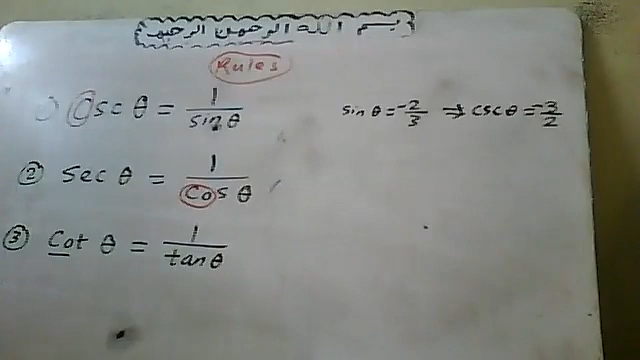 بسم الله الرحمن الرحيم
Rules
1) Csc θ = 1/sin θ
sin θ = -2/3 ⇒ csc θ = -3/2
② Sec θ = 1/Cos θ
③ Cot θ = 1/tan θ